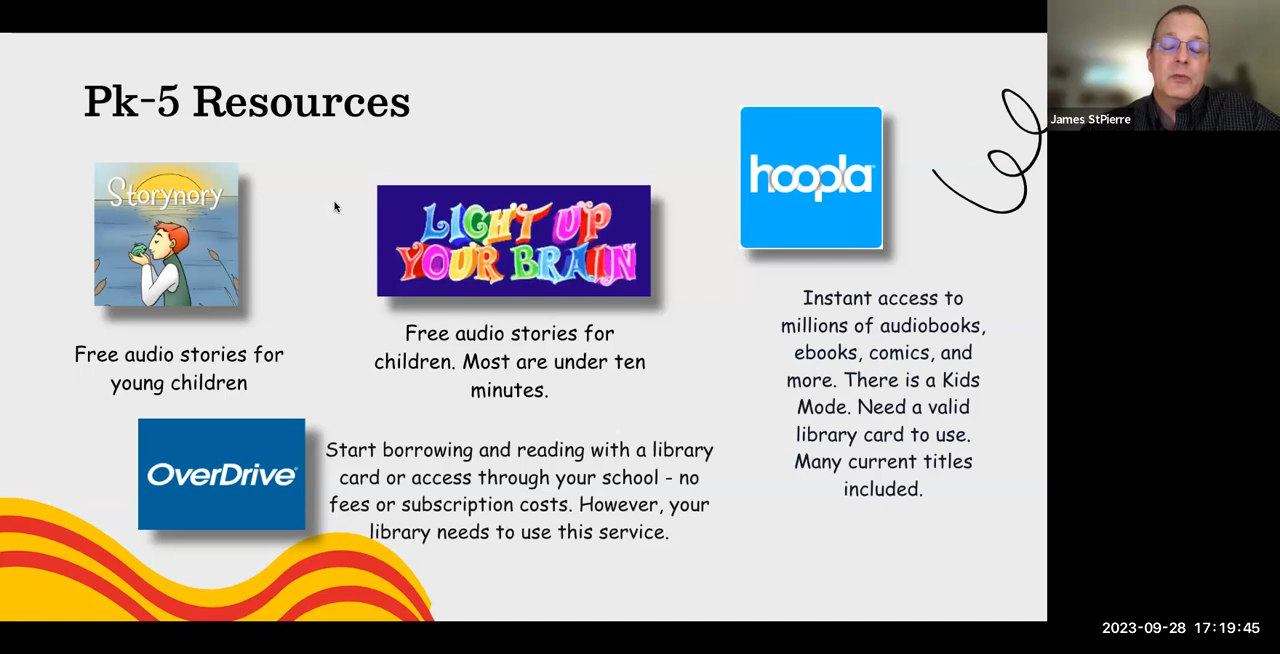 Pk-5 Resources
Storynory
Free audio stories for
young children
LIGHT UP
YOUR BRAIN
Free audio stories for
children. Most are under ten
minutes.
hoopla
Instant access to
millions of audiobooks,
ebooks, comics, and
more. There is a Kids
Mode. Need a valid
library card to use.
Many current titles
included.
OverDrive
Start borrowing and reading with a library
card or access through your school - no
fees or subscription costs. However, your
library needs to use this service.
James StPierre
2023-09-28 17:19:45